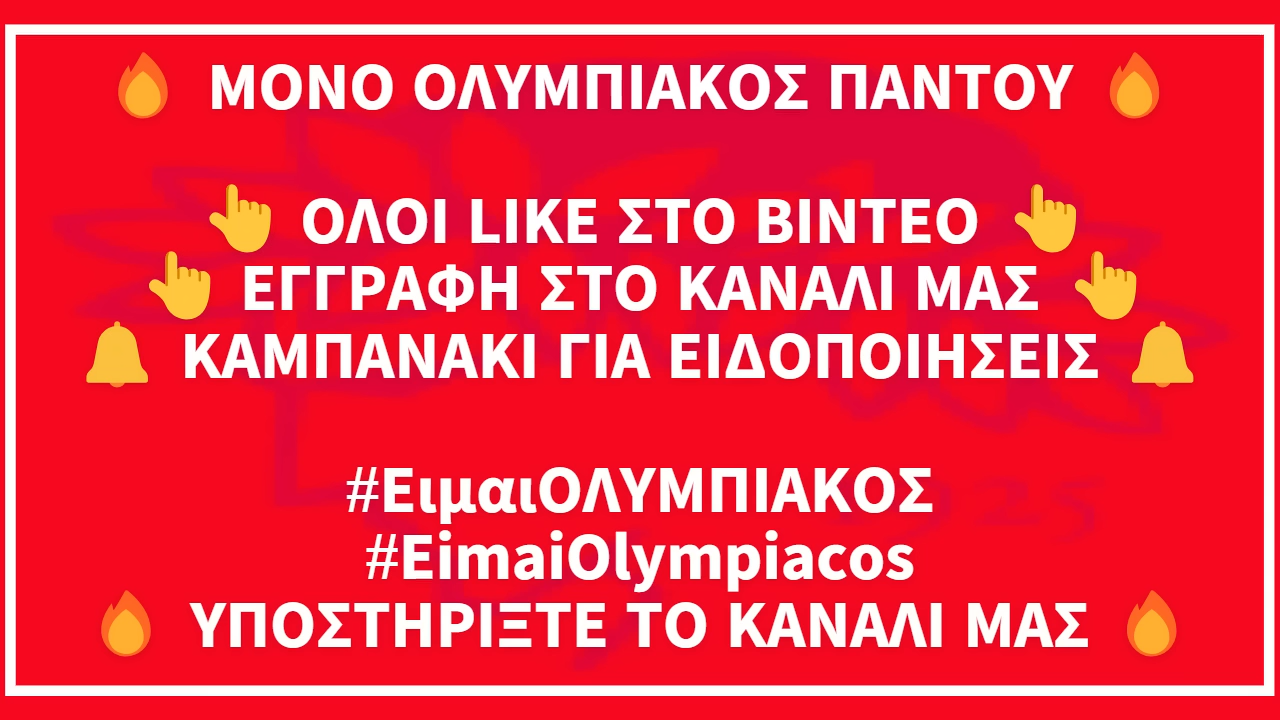 🔥 ΜΟΝΟ ΟΛΥΜΠΙΑΚΟΣ ΠΑΝΤΟΥ 🔥
👆 ΟΛΟΙ LIKE ΣΤΟ ΒΙΝΤΕΟ 👆
👆 ΕΓΓΡΑΦΗ ΣΤΟ ΚΑΝΑΛΙ ΜΑΣ 👆
🔔 ΚΑΜΠΑΝΑΚΙ ΓΙΑ ΕΙΔΟΠΟΙΗΣΕΙΣ 🔔
#ΕιμαιΟΛΥΜΠΙΑΚΟΣ
#EimaiOlympiacos
🔥 ΥΠΟΣΤΗΡΙΞΤΕ ΤΟ ΚΑΝΑΛΙ ΜΑΣ 🔥